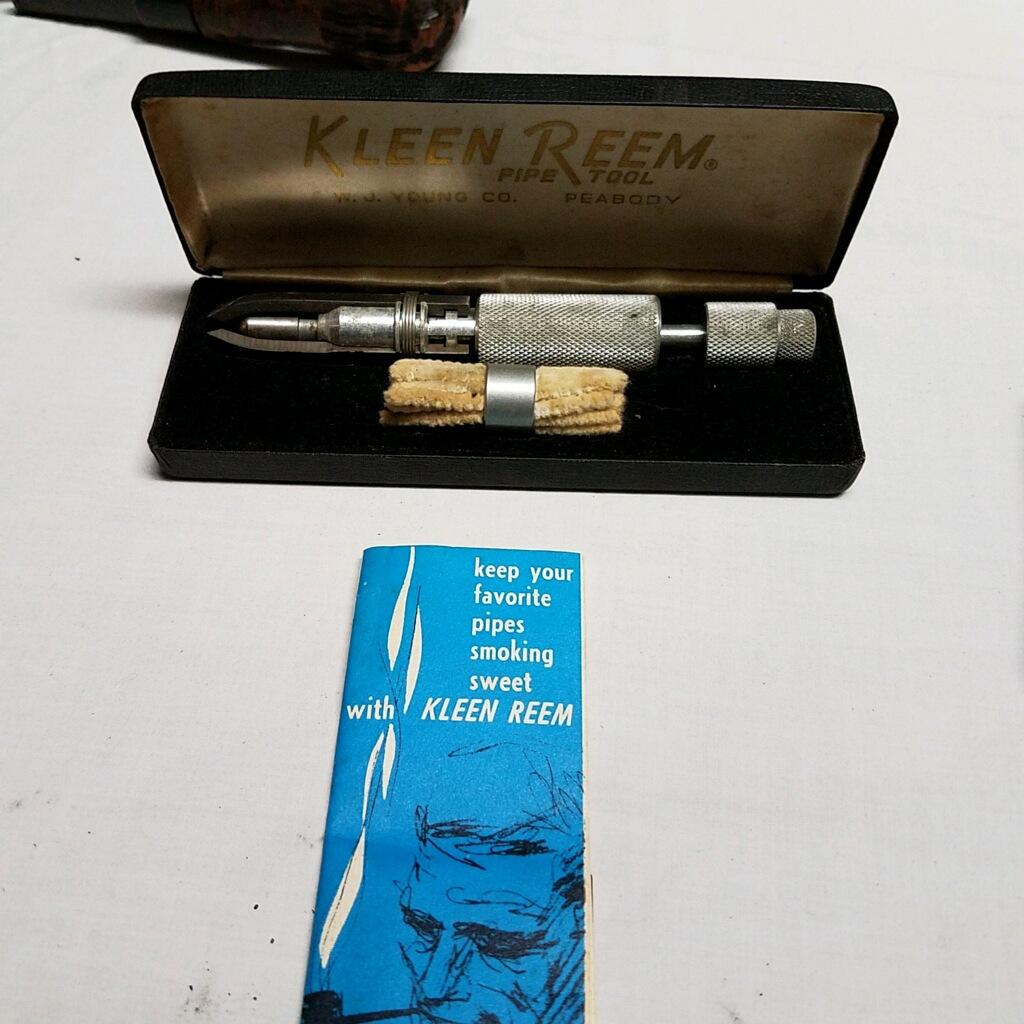 KLEEN REEM®
PIPE TOOL
W. J. YOUNG CO. PEABODY
keep your
favorite
pipes
smoking
sweet
with KLEEN REEM